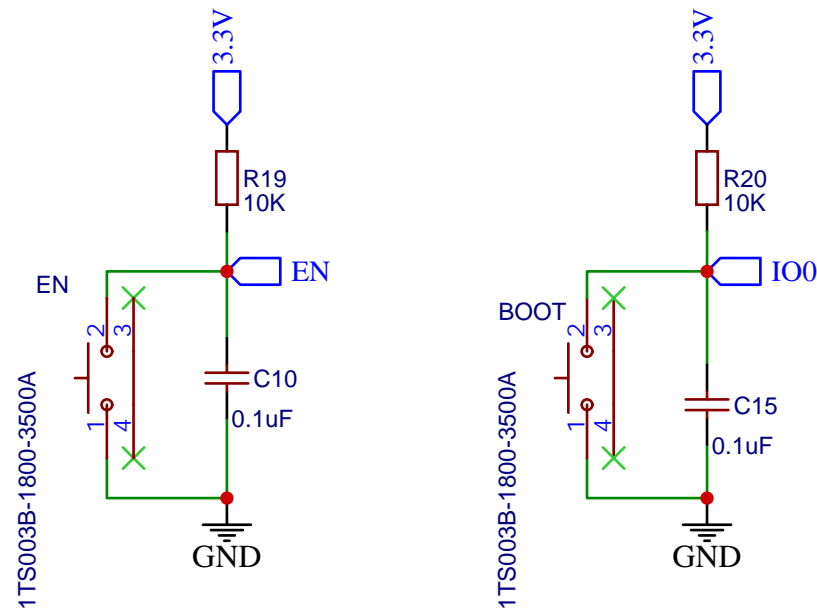 3.3V
R19
10K
EN
EN
2
3
1
4
1TS003B-1800-3500A
C10
0.1uF
GND
3.3V
R20
10K
IO0
BOOT
2
3
1
4
1TS003B-1800-3500A
C15
0.1uF
GND